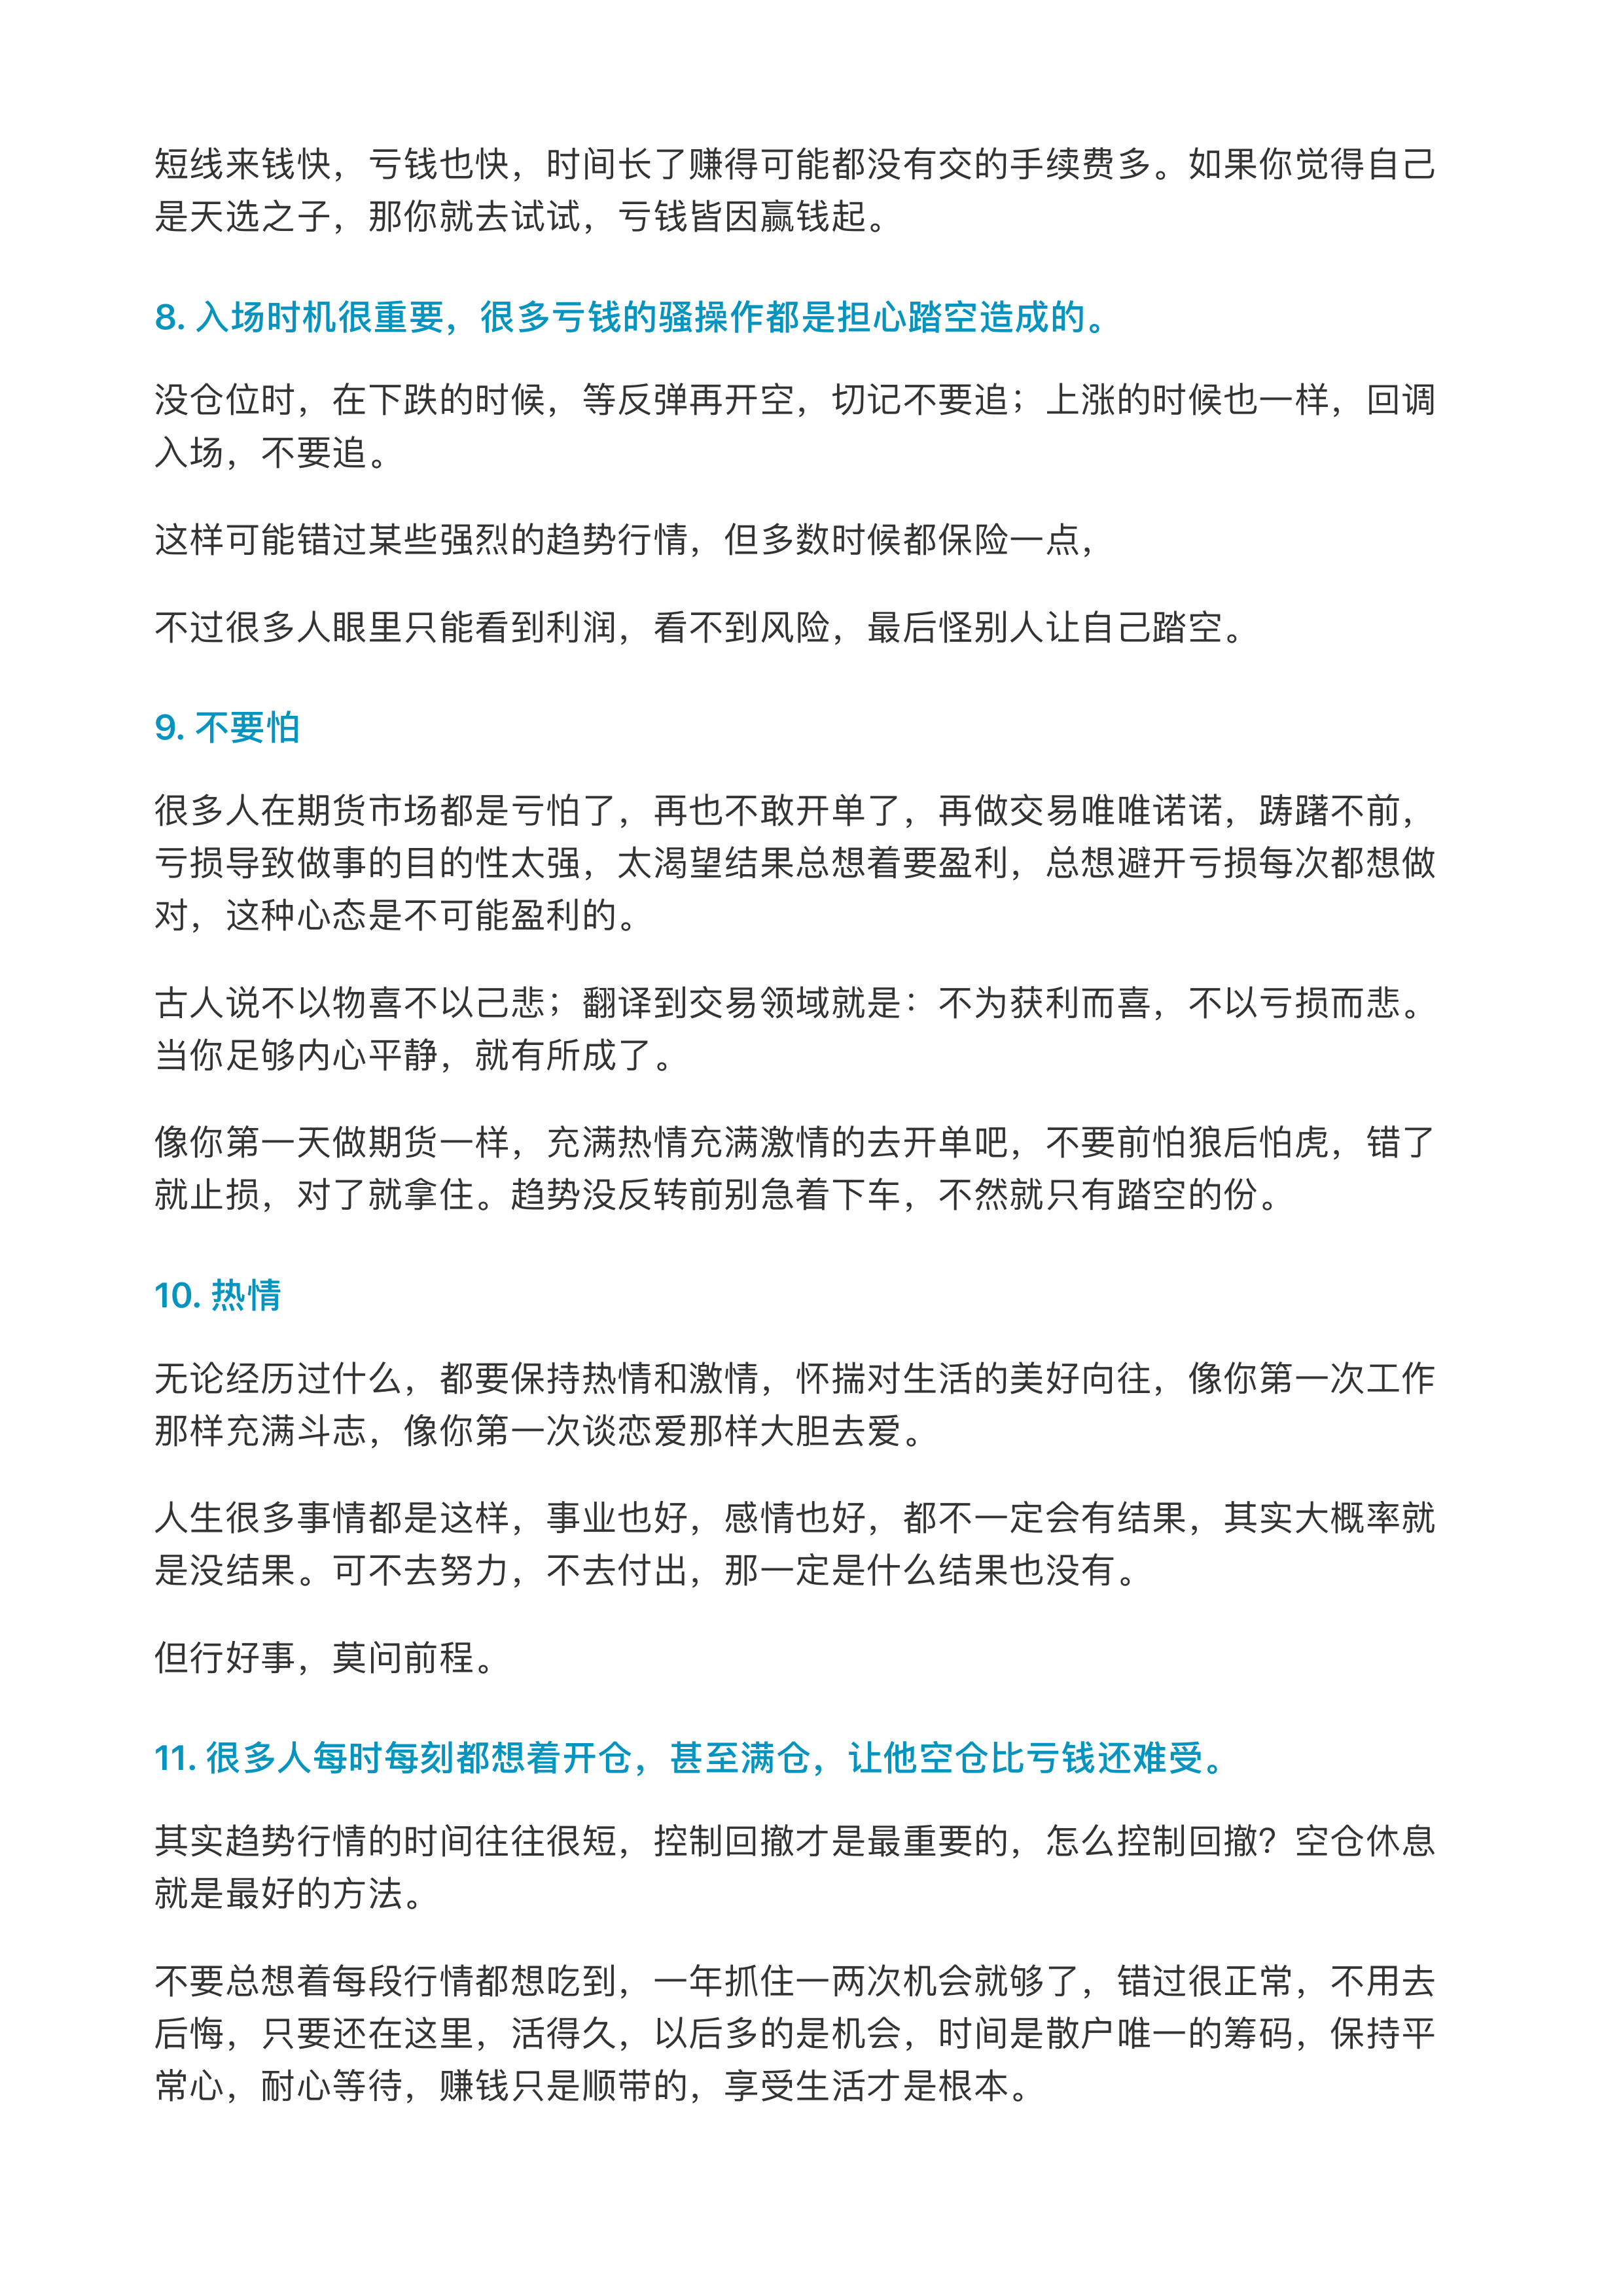 短线来钱快，亏钱也快，时间长了赚得可能都没有交的手续费多。如果你觉得自己
是天选之子，那你就去试试，亏钱皆因赢钱起。
8. 入场时机很重要，很多亏钱的骚操作都是担心踏空造成的。
没仓位时，在下跌的时候，等反弹再开空，切记不要追；上涨的时候也一样，回调
入场，不要追。
这样可能错过某些强烈的趋势行情，但多数时候都保险一点，
不过很多人眼里只能看到利润，看不到风险，最后怪别人让自己踏空。
9. 不要怕
很多人在期货市场都是亏怕了，再也不敢开单了，再做交易唯唯诺诺，踌躇不前，
亏损导致做事的目的性太强，太渴望结果总想着要盈利，总想避开亏损每次都想做
对，这种心态是不可能盈利的。
古人说不以物喜不以己悲；翻译到交易领域就是：不为获利而喜，不以亏损而悲。
当你足够内心平静，就有所成了。
像你第一天做期货一样，充满热情充满激情的去开单吧，不要前怕狼后怕虎，错了
就止损，对了就拿住。趋势没反转前别急着下车，不然就只有踏空的份。
10. 热情
无论经历过什么，都要保持热情和激情，怀揣对生活的美好向往，像你第一次工作
那样充满斗志，像你第一次谈恋爱那样大胆去爱。
人生很多事情都是这样，事业也好，感情也好，都不一定会有结果，其实大概率就
是没结果。可不去努力，不去付出，那一定是什么结果也没有。
但行好事，莫问前程。
11. 很多人每时每刻都想着开仓，甚至满仓，让他空仓比亏钱还难受。
其实趋势行情的时间往往很短，控制回撤才是最重要的，怎么控制回撤？空仓休息
就是最好的方法。
不要总想着每段行情都想吃到，一年抓住一两次机会就够了，错过很正常，不用去
后悔，只要还在这里，活得久，以后多的是机会，时间是散户唯一的筹码，保持平
常心，耐心等待，赚钱只是顺带的，享受生活才是根本。